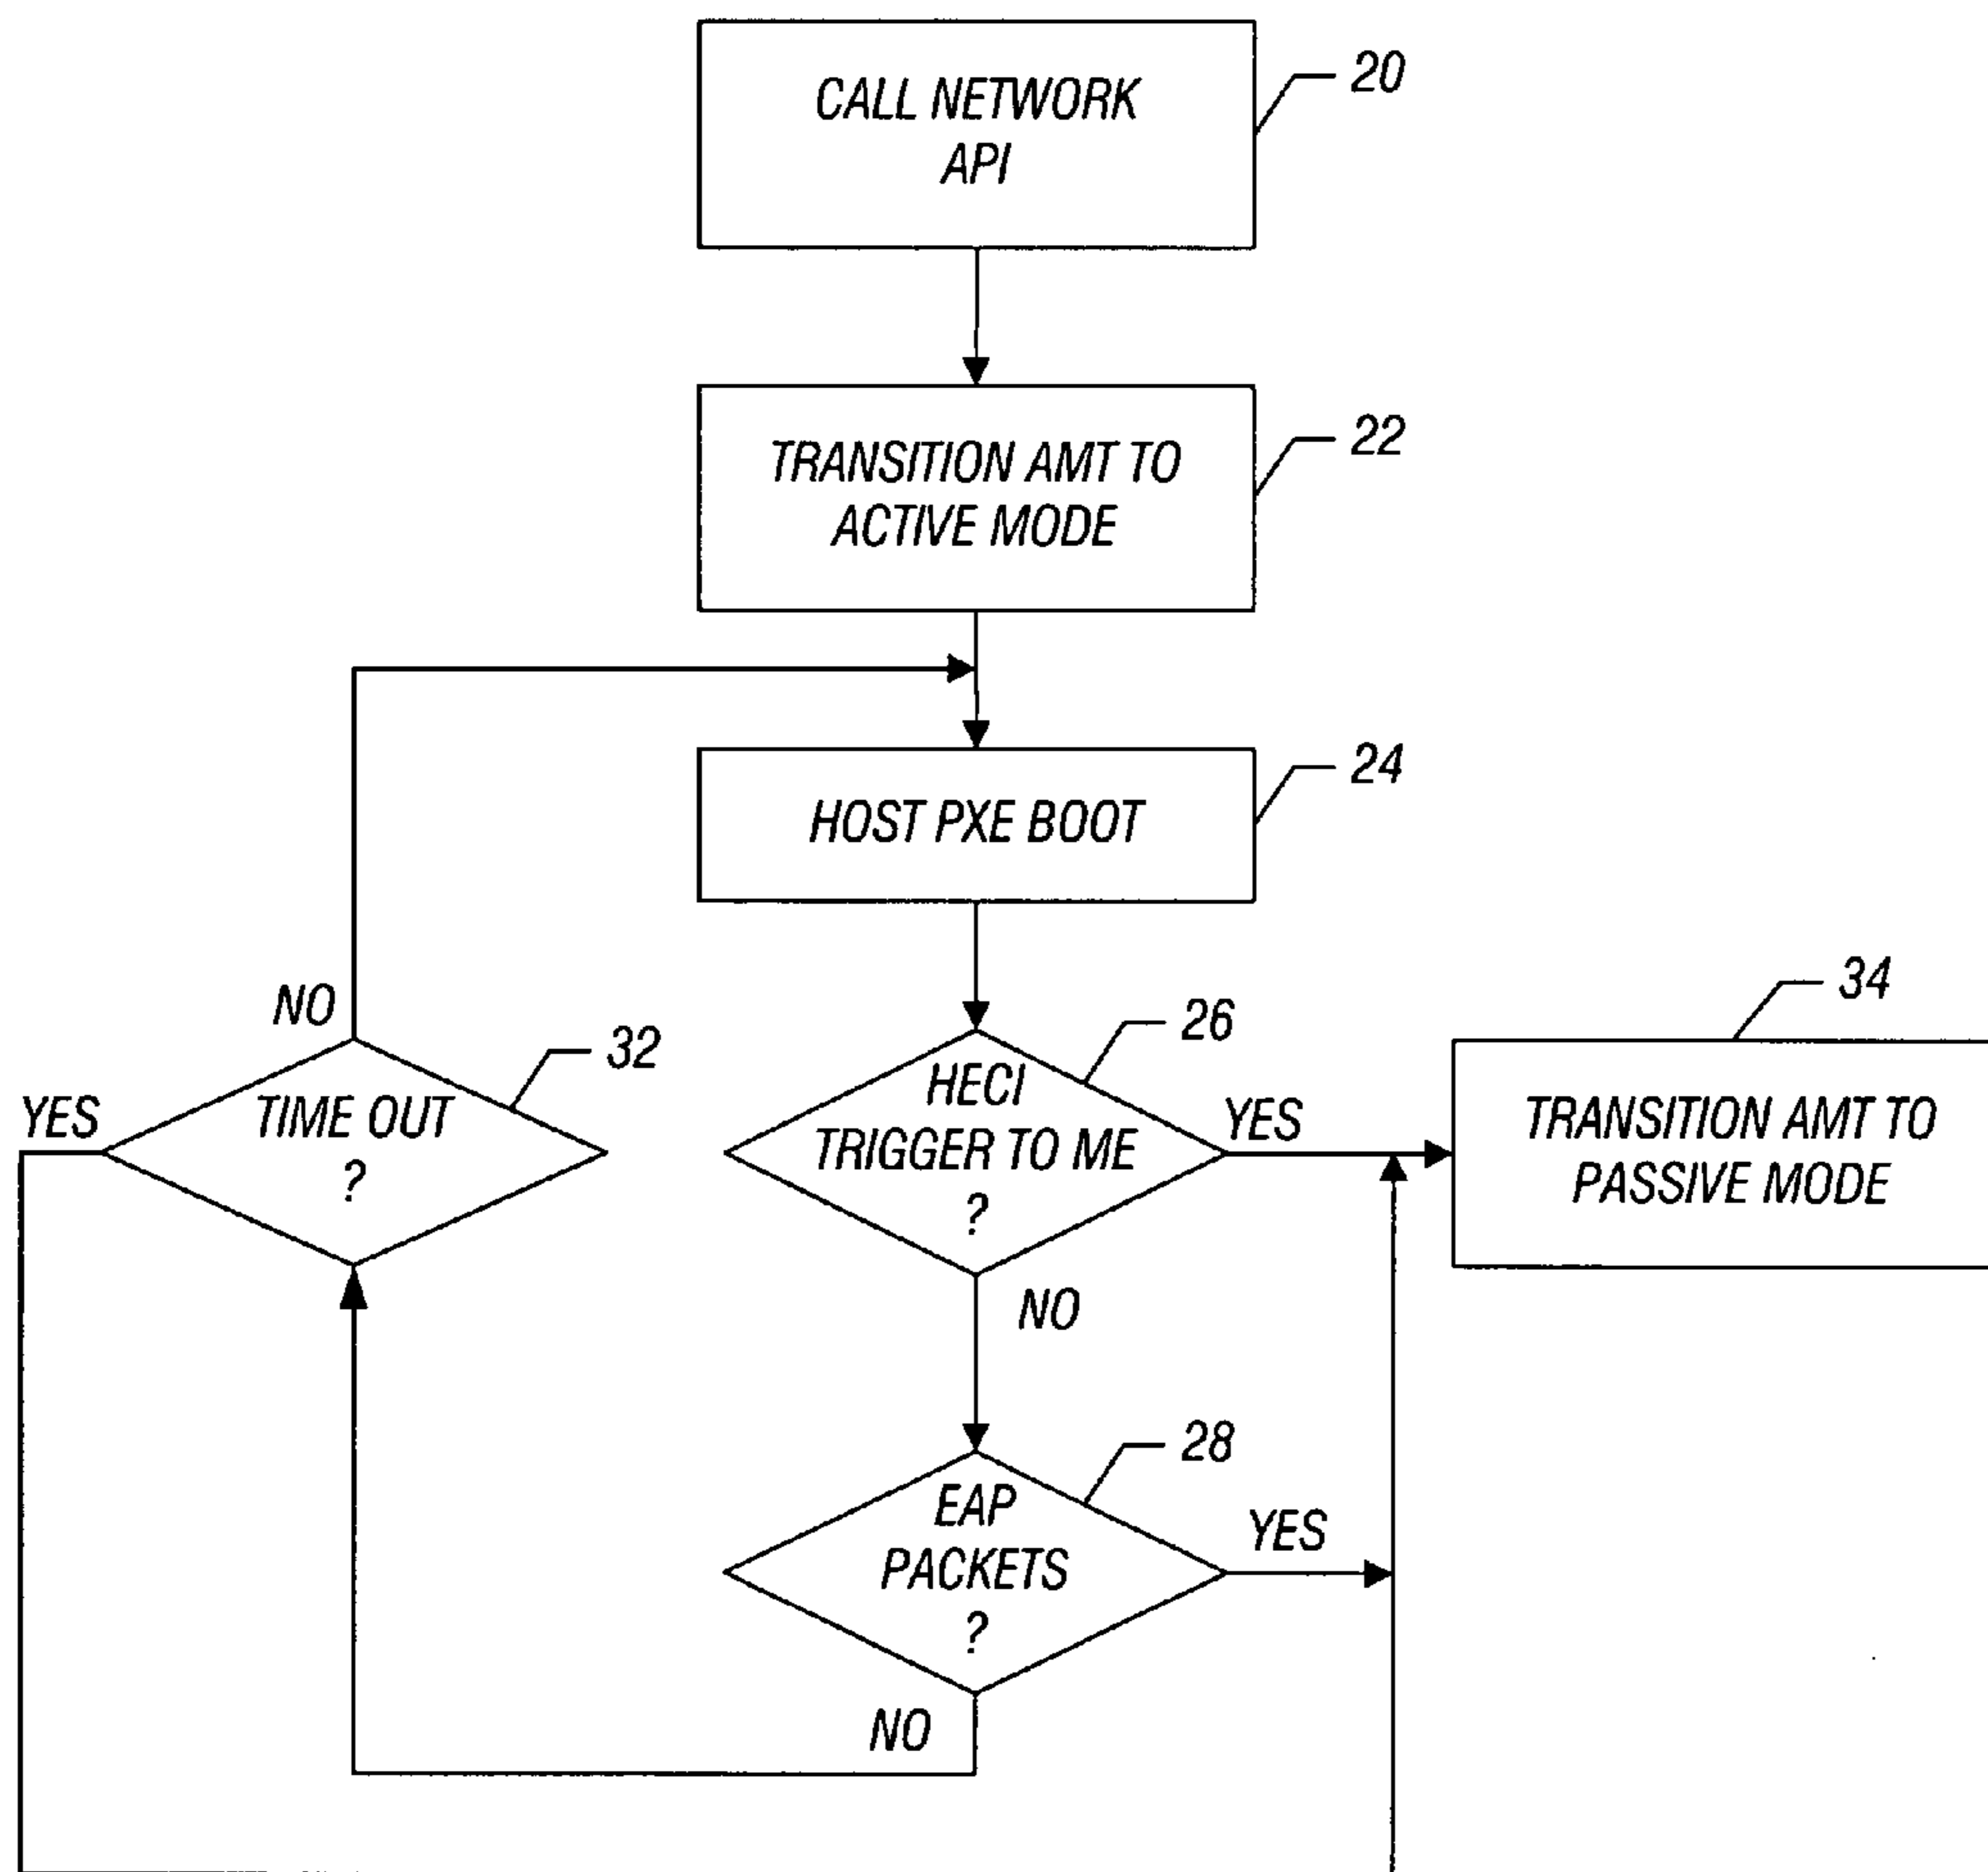 CALL NETWORK
API
20
TRANSITION AMT TO
ACTIVE MODE
22
HOST PXE BOOT
24
NO
32
YES
TIME OUT
?
26
HECI
TRIGGER TO ME
?
YES
NO
34
TRANSITION AMT TO
PASSIVE MODE
28
EAP
PACKETS
?
YES
NO